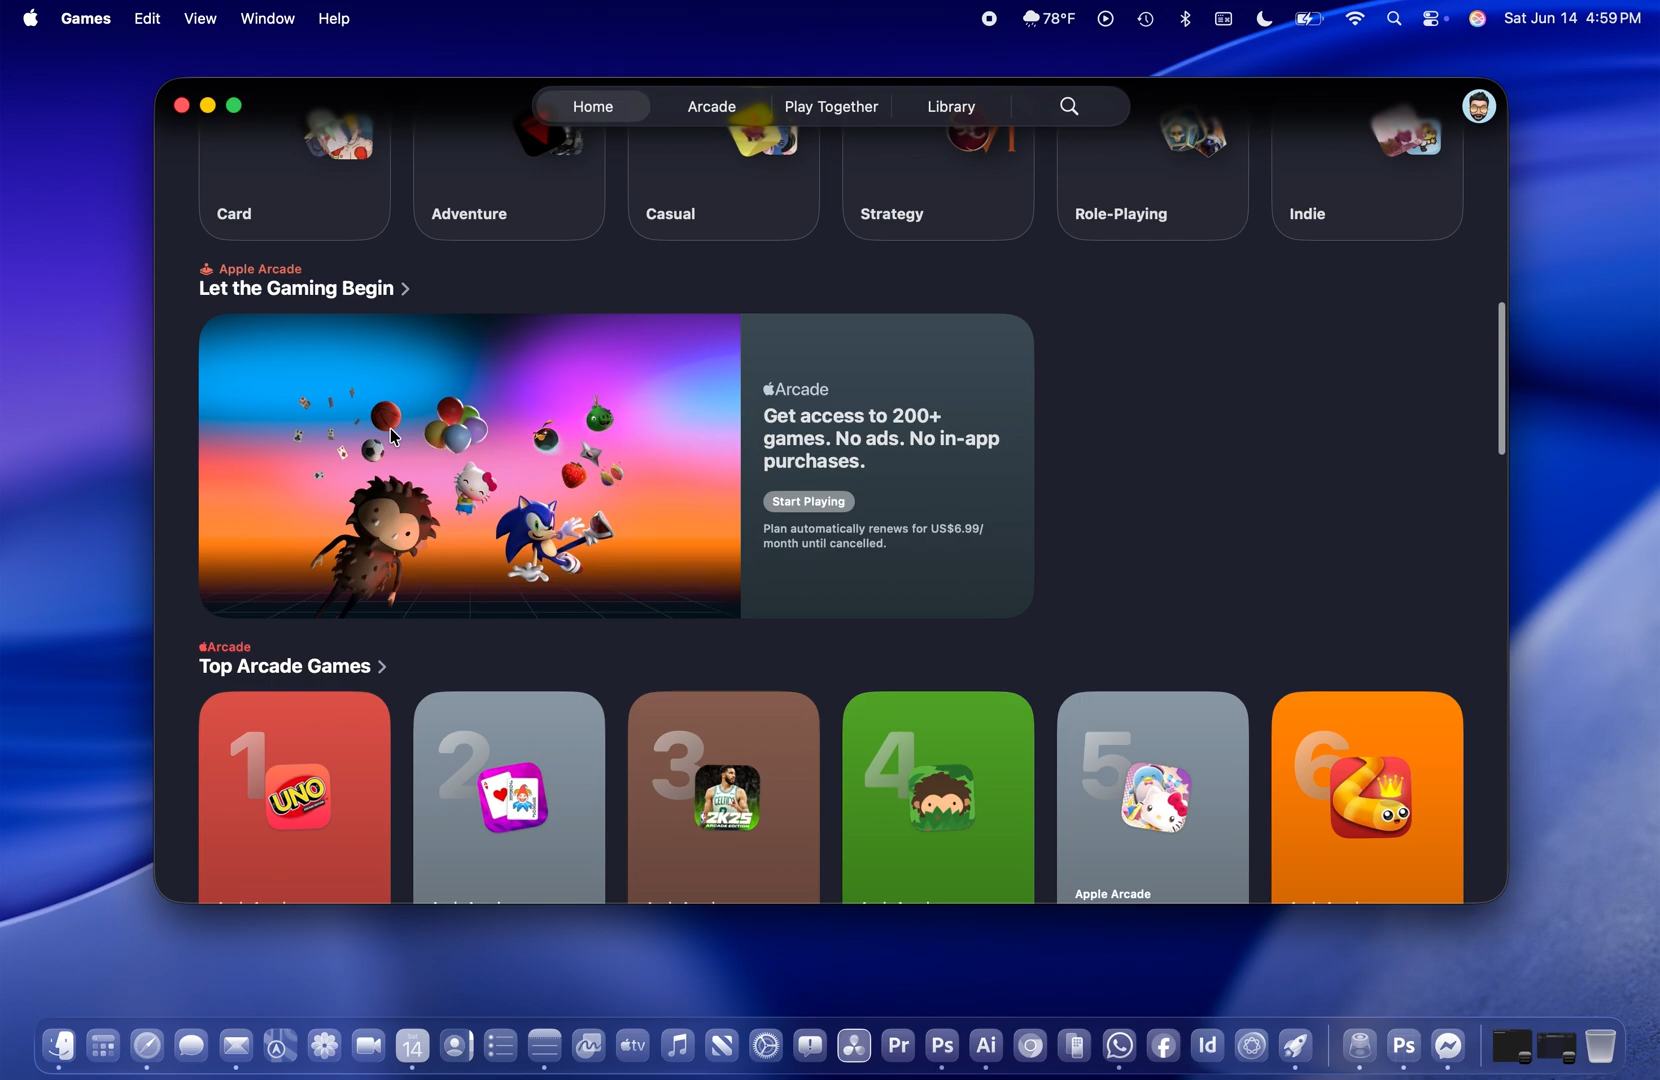 Games Edit View Window Help 78°F Sat Jun 14 4:59 PM
Home Arcade Play Together Library
Card Adventure Casual Strategy Role-Playing Indie
Apple Arcade
Let the Gaming Begin
Arcade
Get access to 200+
games. No ads. No in-app
purchases.
Start Playing
Plan automatically renews for US$6.99/
month until cancelled.
Arcade
Top Arcade Games
1 2 3 4 5 6
UNO
2K25
Apple Arcade
14 tv Pr Ps Ai Id Ps